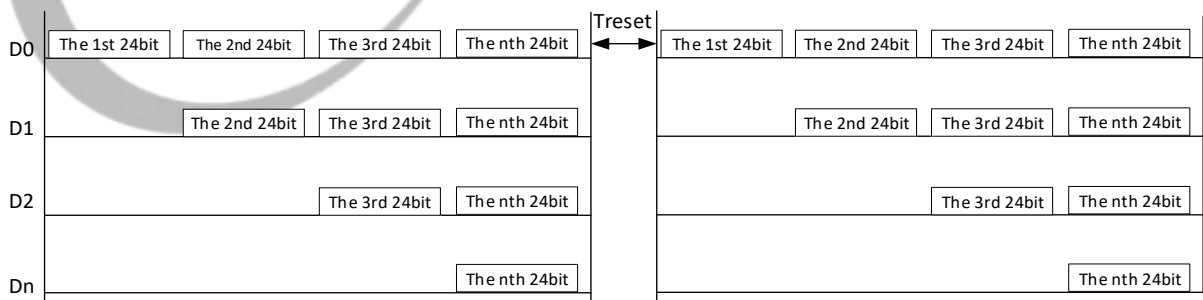 Treset
D0 The 1st 24bit The 2nd 24bit The 3rd 24bit The nth 24bit The 1st 24bit The 2nd 24bit The 3rd 24bit The nth 24bit
D1 The 2nd 24bit The 3rd 24bit The nth 24bit The 2nd 24bit The 3rd 24bit The nth 24bit
D2 The 3rd 24bit The nth 24bit The 3rd 24bit The nth 24bit
Dn The nth 24bit The nth 24bit